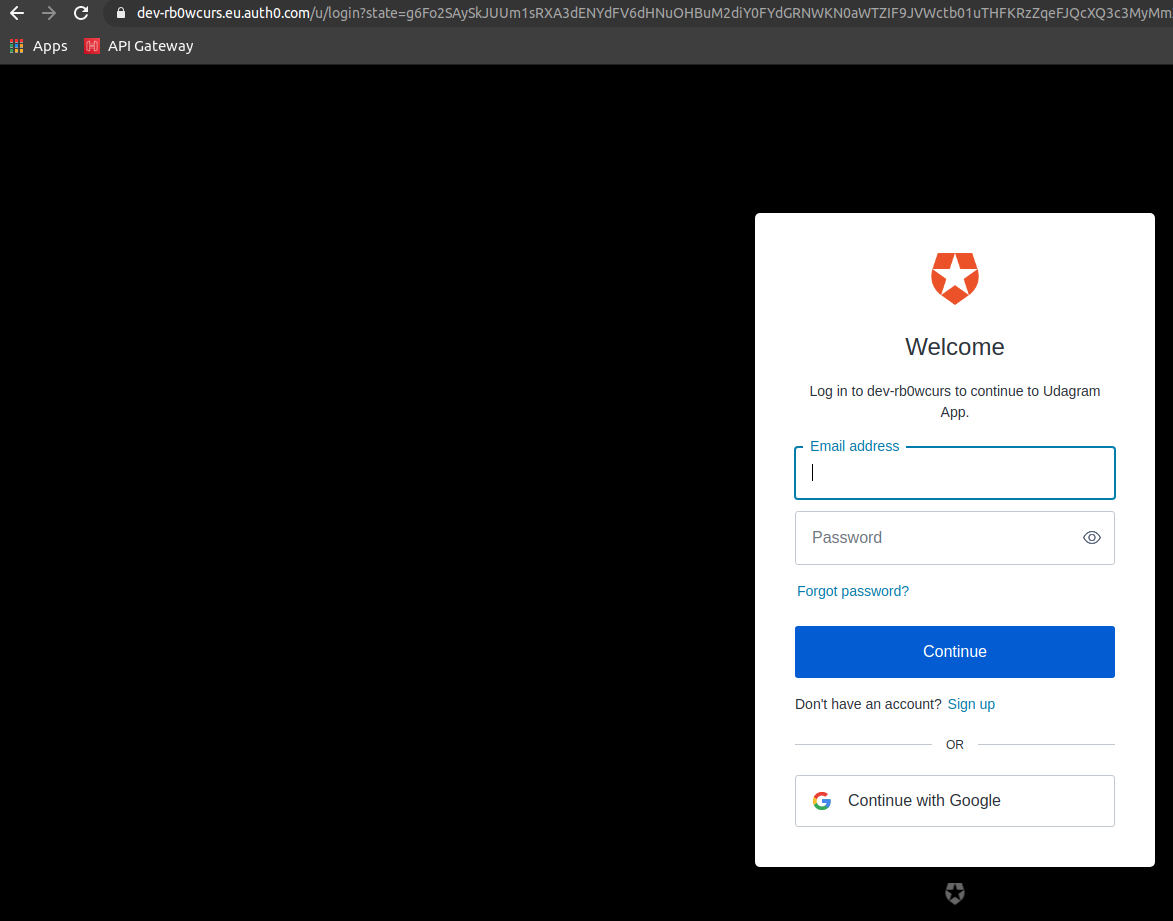 dev-rb0wcurs.eu.auth0.com/u/login?state=g6Fo2SAySkJUUm1sRXA3dENYdFV6dHNuOHBuM2diY0FYdGRNWKN0aWTZIF9JVWctb01uTHFKRzZqeFJQcXQ3c3MyMm
Apps API Gateway
Welcome
Log in to dev-rb0wcurs to continue to Udagram
App.
Email address
Password
Forgot password?
Continue
Don't have an account? Sign up
OR
Continue with Google